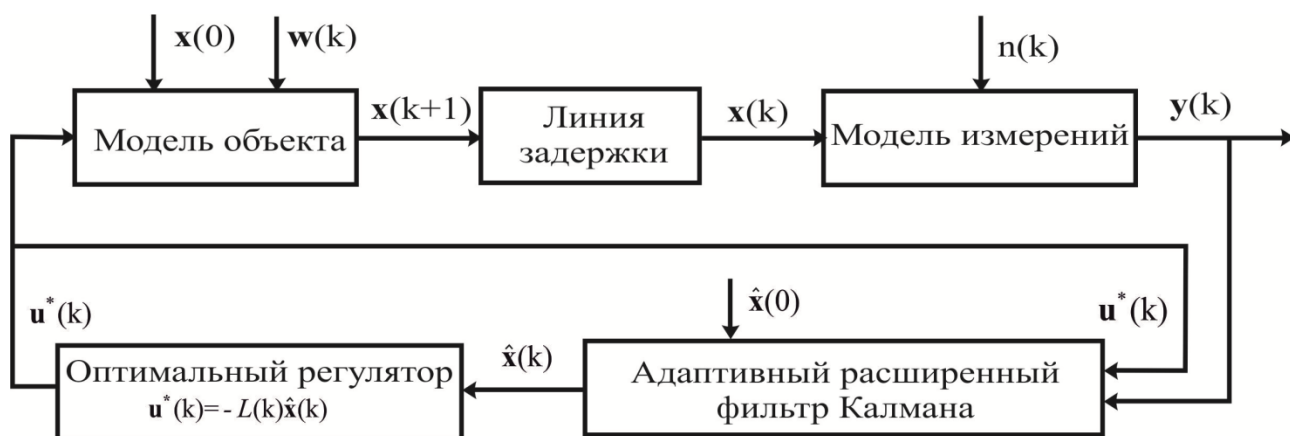 x(0)
w(k)
n(k)
Модель объекта
x(k+1)
Линия
задержки
x(k)
Модель измерений
y(k)
u*(k)
Оптимальный регулятор
u*(k)= - L(k)x̂(k)
x̂(k)
x̂(0)
Адаптивный расширенный
фильтр Калмана
u*(k)